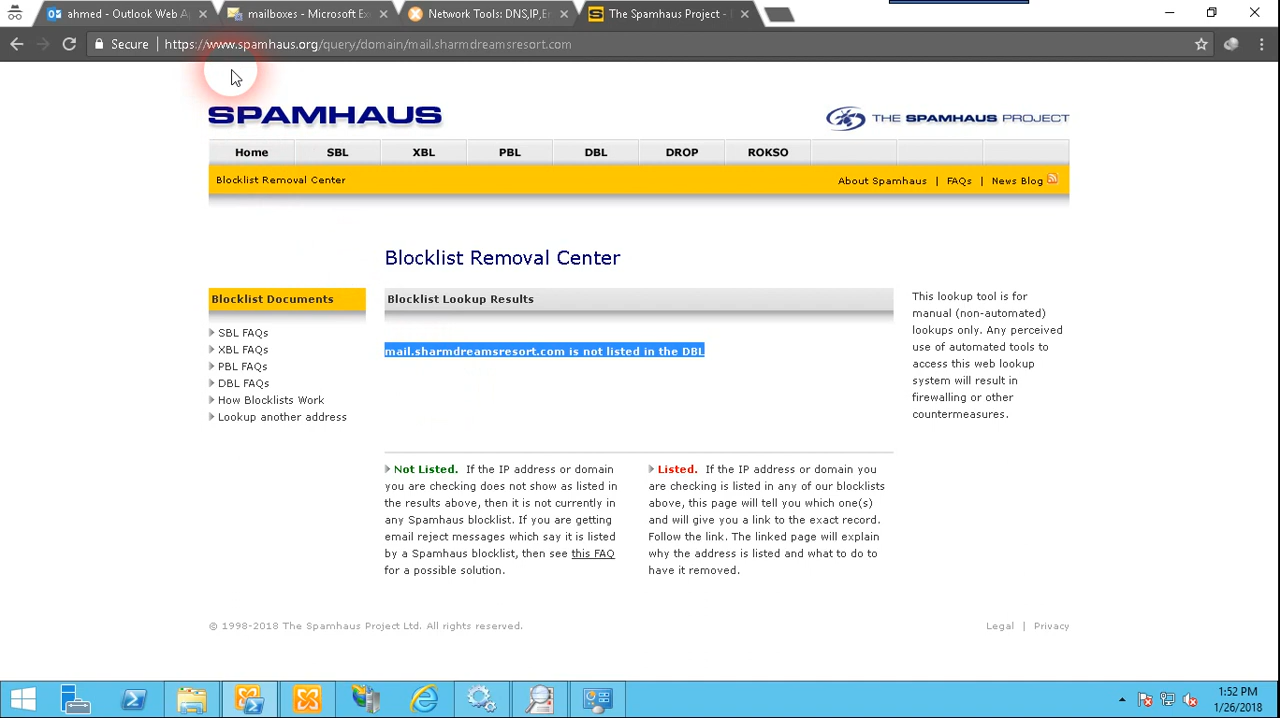 ahmed - Outlook Web Ap
mailboxes - Microsoft Ex
Network Tools: DNS,IP,Em
The Spamhaus Project -
Secure
https://www.spamhaus.org/query/domain/mail.sharmdreamsresort.com
SPAMHAUS
THE SPAMHAUS PROJECT
Home SBL XBL PBL DBL DROP ROKSO
Blocklist Removal Center
About Spamhaus | FAQs | News Blog
Blocklist Removal Center
Blocklist Documents
SBL FAQs
XBL FAQs
PBL FAQs
DBL FAQs
How Blocklists Work
Lookup another address
Blocklist Lookup Results
mail.sharmdreamsresort.com is not listed in the DBL
This lookup tool is for
manual (non-automated)
lookups only. Any perceived
use of automated tools to
access this web lookup
system will result in
firewalling or other
countermeasures.
Not Listed. If the IP address or domain
you are checking does not show as listed in
the results above, then it is not currently in
any Spamhaus blocklist. If you are getting
email reject messages which say it is listed
by a Spamhaus blocklist, then see this FAQ
for a possible solution.
Listed. If the IP address or domain you
are checking is listed in any of our blocklists
above, this page will tell you which one(s)
and will give you a link to the exact record.
Follow the link. The linked page will explain
why the address is listed and what to do to
have it removed.
© 1998-2018 The Spamhaus Project Ltd. All rights reserved.
Legal | Privacy
1:52 PM
1/26/2018